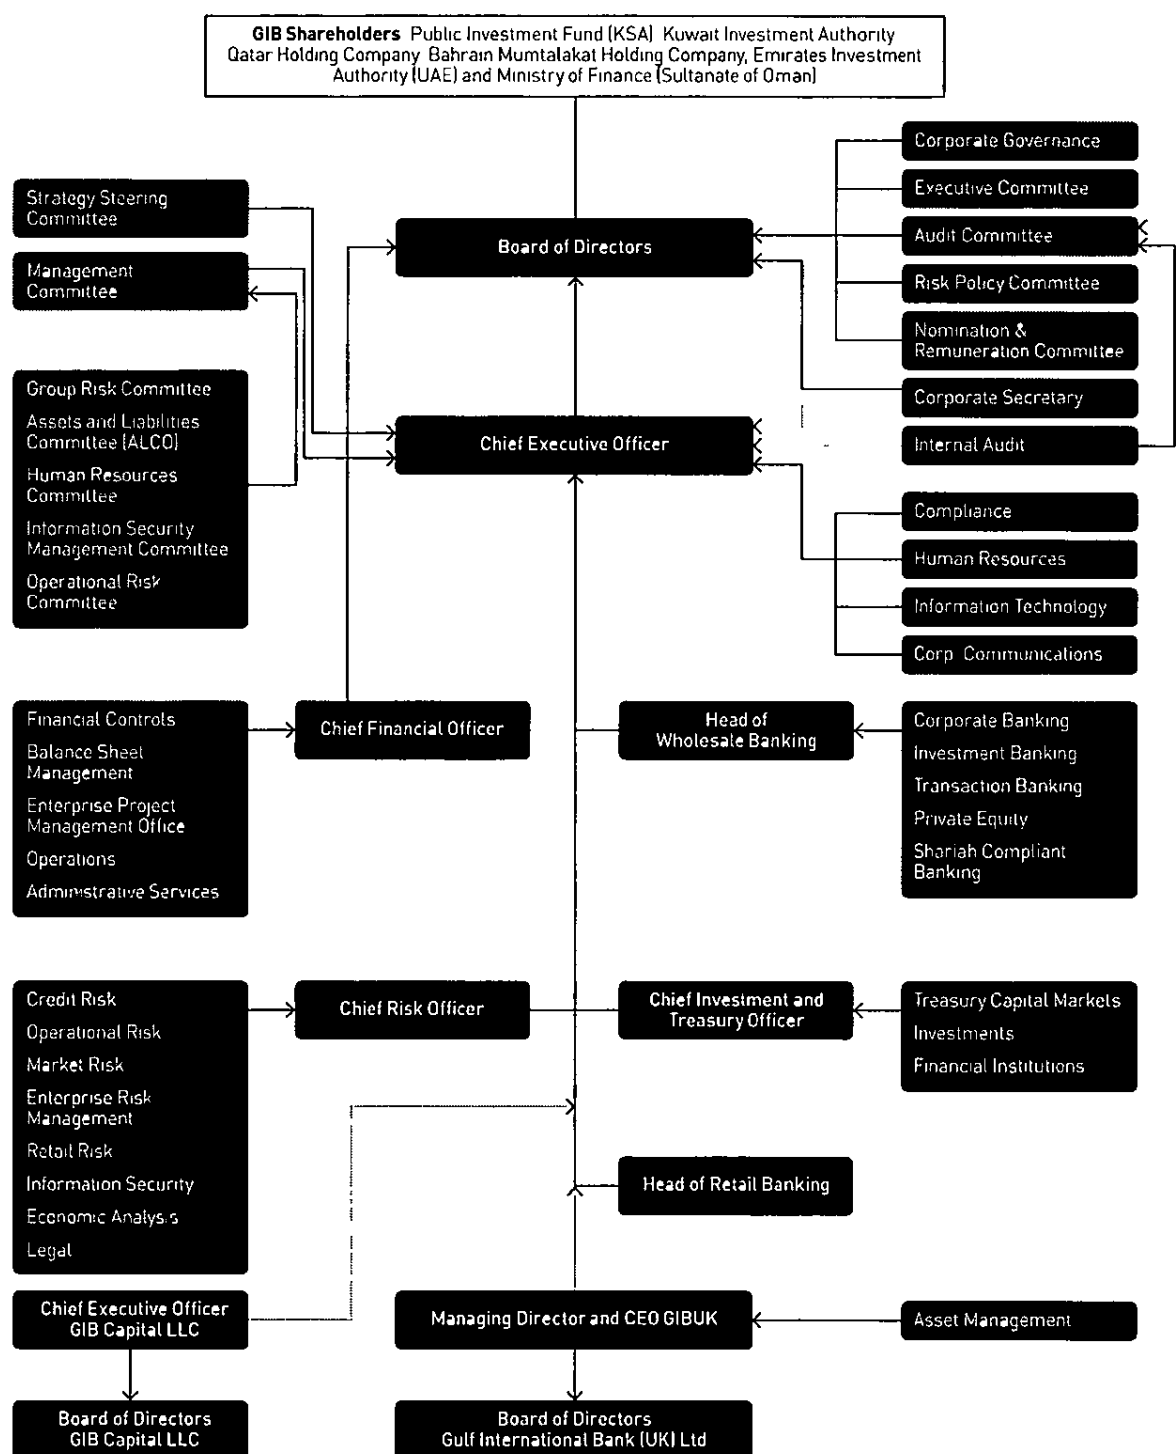 GIB Shareholders Public Investment Fund (KSA) Kuwait Investment Authority
Qatar Holding Company Bahrain Mumtalakat Holding Company, Emirates Investment
Authority (UAE) and Ministry of Finance (Sultanate of Oman)
Strategy Steering
Committee
Management
Committee
Group Risk Committee
Assets and Liabilities
Committee (ALCO)
Human Resources
Committee
Information Security
Management Committee
Operational Risk
Committee
Board of Directors
Chief Executive Officer
Corporate Governance
Executive Committee
Audit Committee
Risk Policy Committee
Nomination &
Remuneration Committee
Corporate Secretary
Internal Audit
Compliance
Human Resources
Information Technology
Corp Communications
Financial Controls
Balance Sheet
Management
Enterprise Project
Management Office
Operations
Administrative Services
Chief Financial Officer
Head of
Wholesale Banking
Corporate Banking
Investment Banking
Transaction Banking
Private Equity
Shariah Compliant
Banking
Credit Risk
Operational Risk
Market Risk
Enterprise Risk
Management
Retail Risk
Information Security
Economic Analysis
Legal
Chief Risk Officer
Chief Investment and
Treasury Officer
Treasury Capital Markets
Investments
Financial Institutions
Head of Retail Banking
Chief Executive Officer
GIB Capital LLC
Managing Director and CEO GIBUK
Asset Management
Board of Directors
GIB Capital LLC
Board of Directors
Gulf International Bank (UK) Ltd